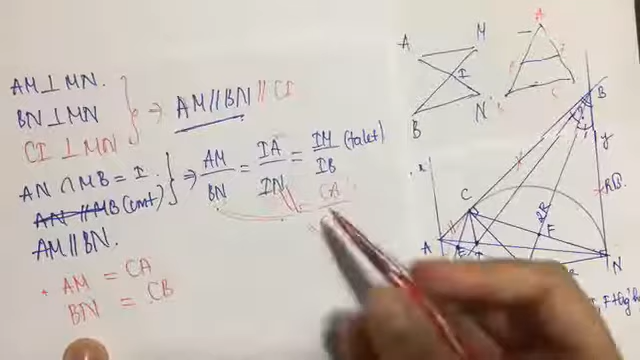 AM ⊥ MN.
BN ⊥ MN
CI ⊥ MN
} → AM // BN // CI
AN ∩ MB = I.
AN MB (cmt)
AM // BN.
} ⇒ AM/BN = IA/IN = IM/IB (talet)
CA
* AM = CA
BN = CB
A
M
I
B
N
A
C
x
B
y
C
A
E
I
F
N